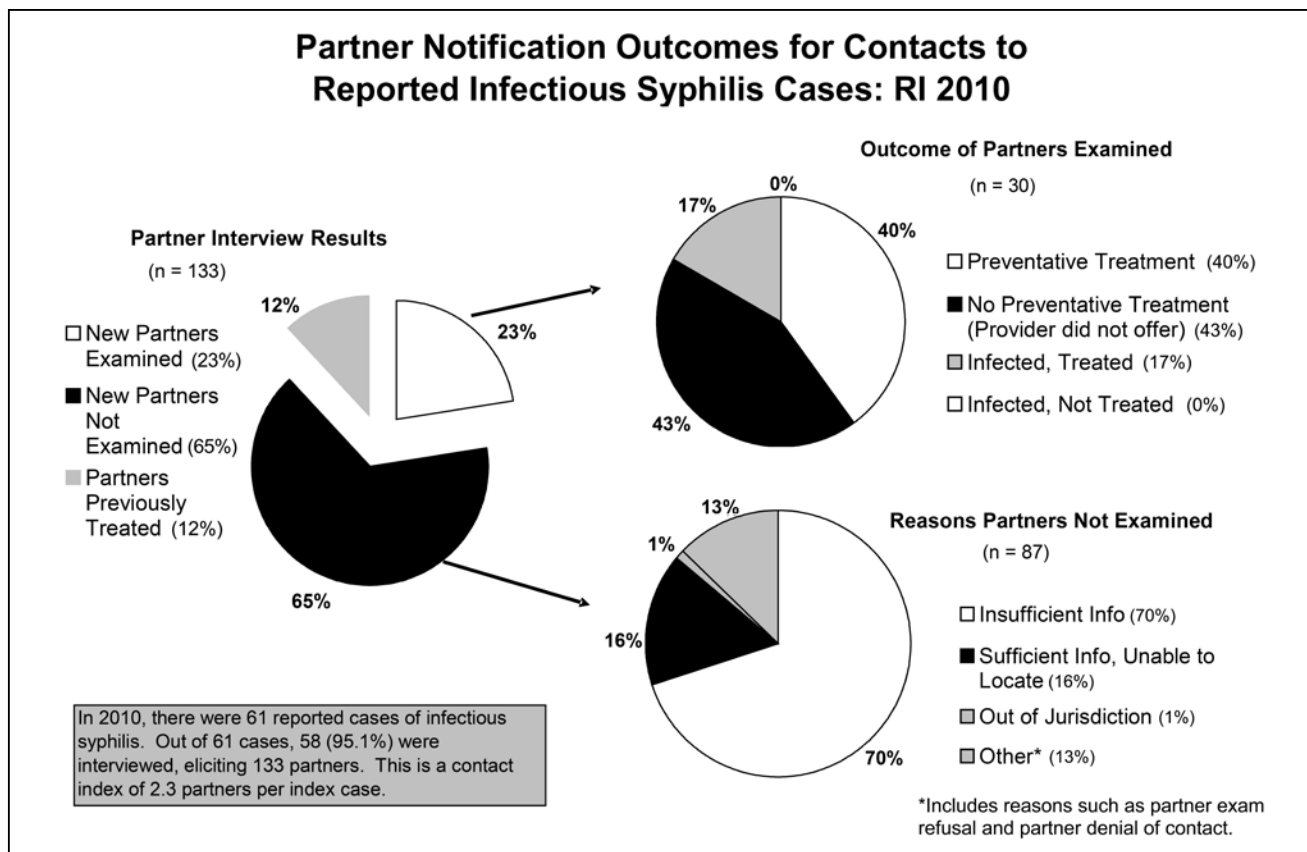 Partner Notification Outcomes for Contacts to
Reported Infectious Syphilis Cases: RI 2010
Partner Interview Results
(n = 133)
12%
23%
65%
New Partners
Examined (23%)
New Partners
Not
Examined (65%)
Partners
Previously
Treated (12%)
Outcome of Partners Examined
(n = 30)
0%
17%
40%
43%
Preventative Treatment (40%)
No Preventative Treatment
(Provider did not offer) (43%)
Infected, Treated (17%)
Infected, Not Treated (0%)
Reasons Partners Not Examined
(n = 87)
13%
1%
16%
70%
Insufficient Info (70%)
Sufficient Info, Unable to
Locate (16%)
Out of Jurisdiction (1%)
Other* (13%)
In 2010, there were 61 reported cases of infectious
syphilis. Out of 61 cases, 58 (95.1%) were
interviewed, eliciting 133 partners. This is a contact
index of 2.3 partners per index case.
*Includes reasons such as partner exam
refusal and partner denial of contact.